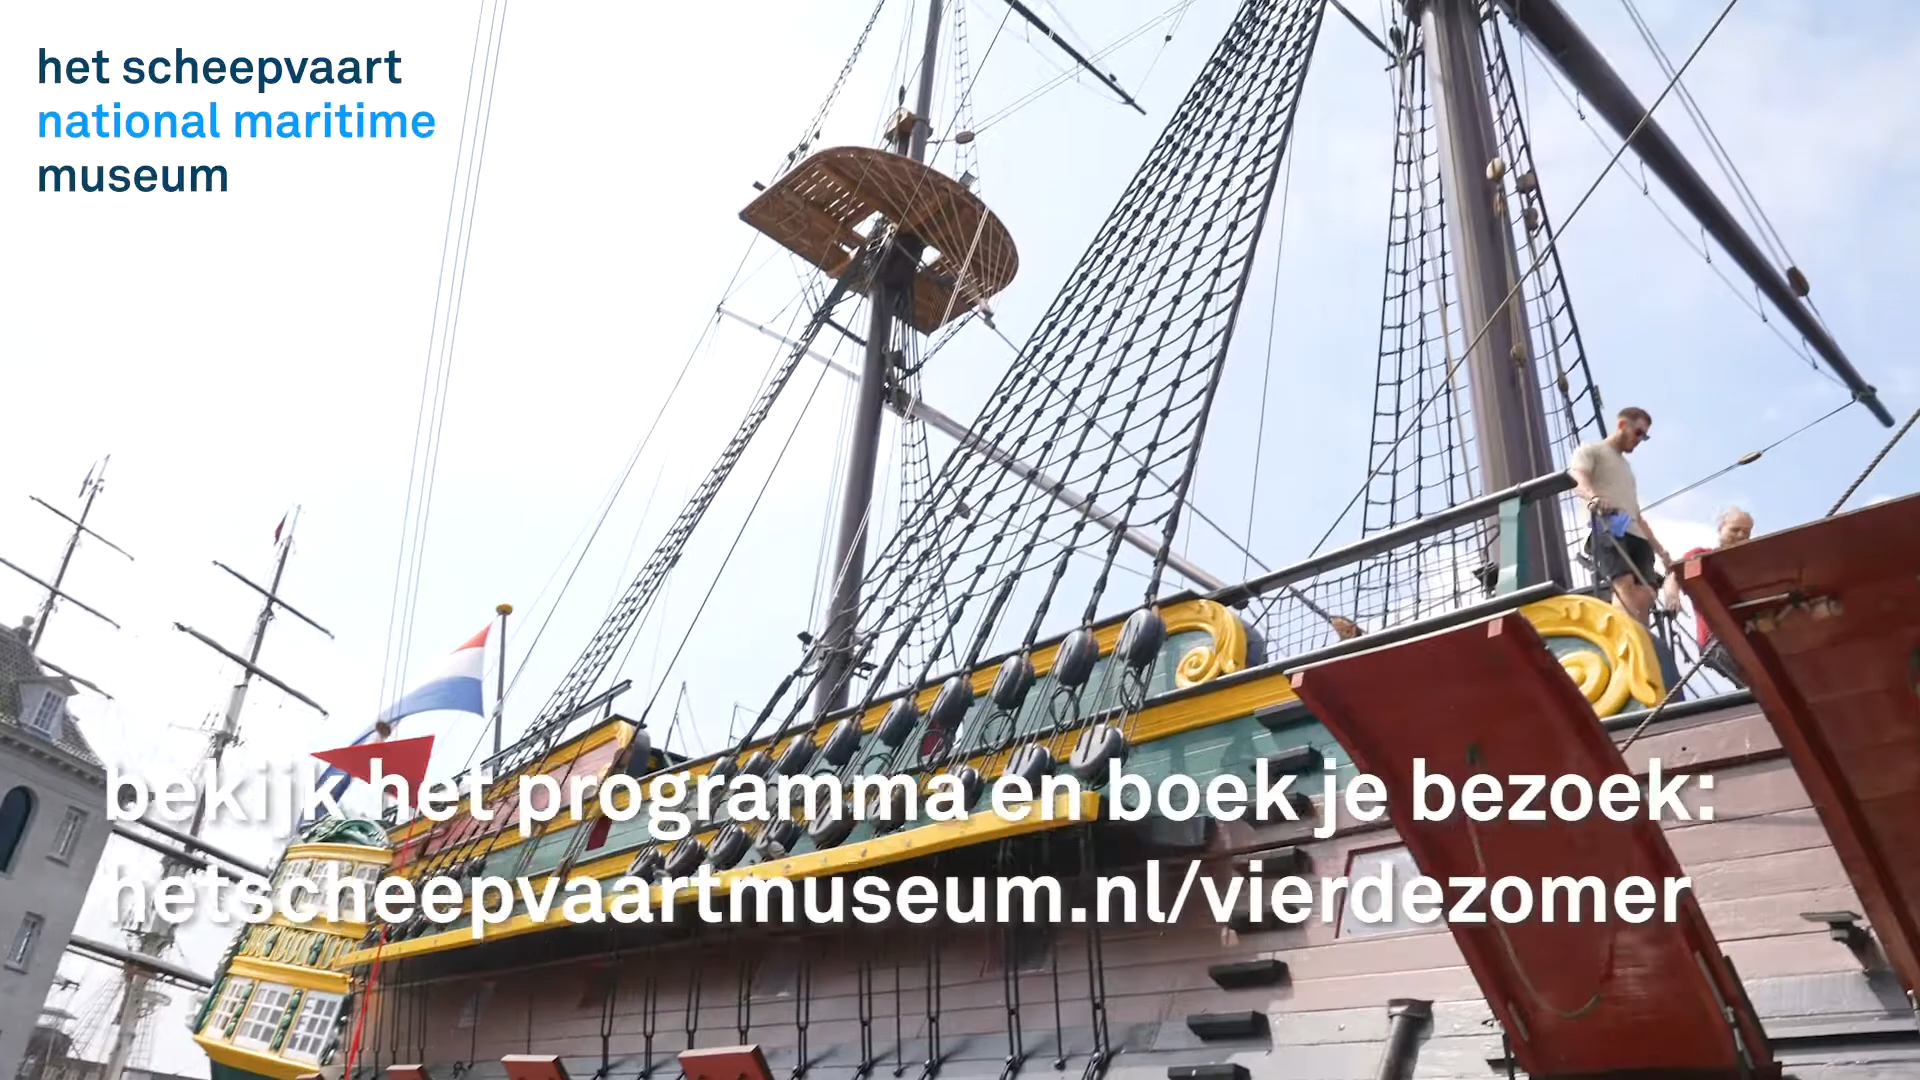 het scheepvaart
national maritime
museum
bekijk het programma en boek je bezoek:
hetscheepvaartmuseum.nl/vierdezomer